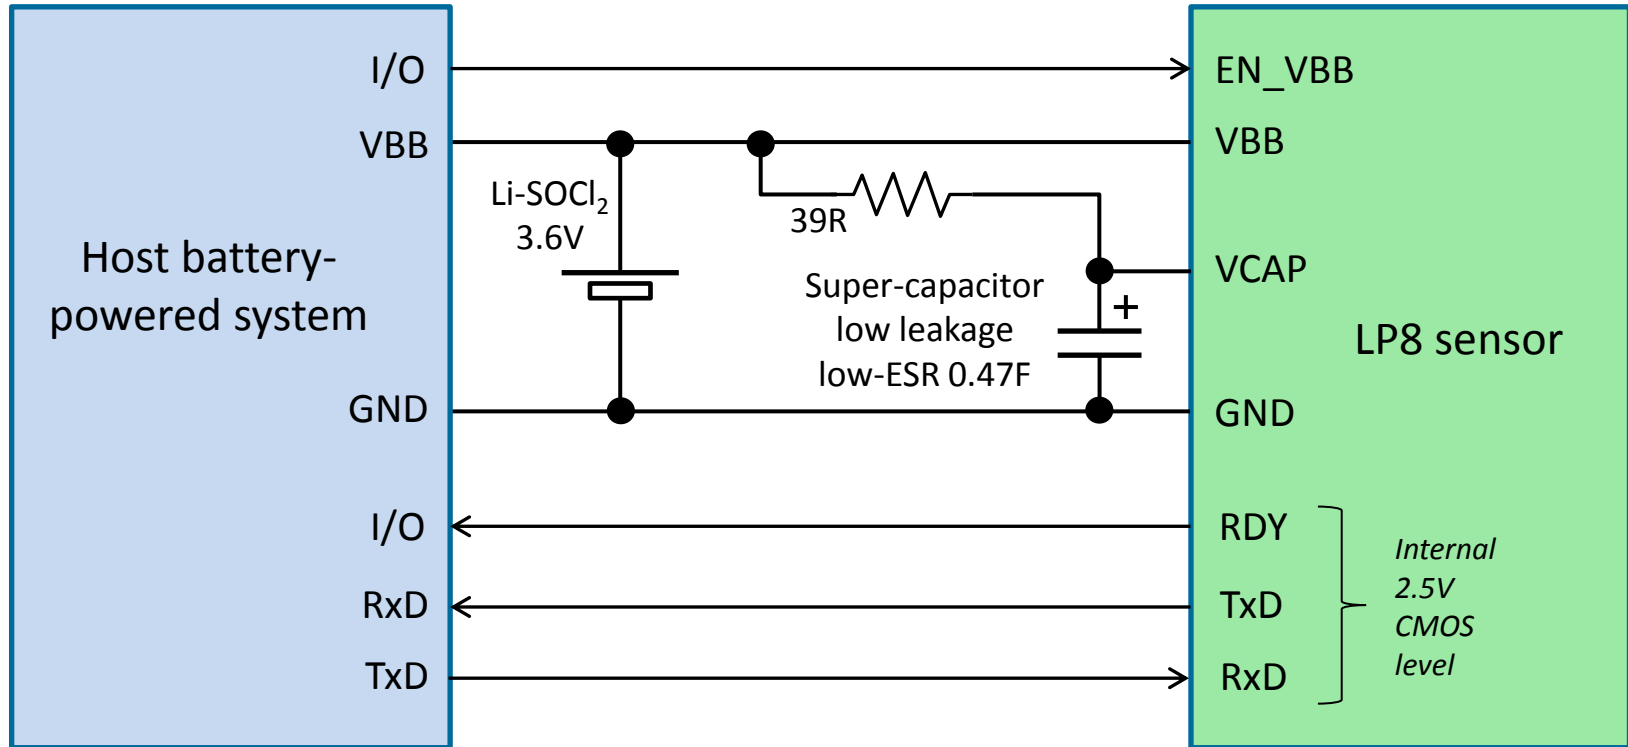 I/O
EN_VBB
VBB
VBB
Li-SOCl₂
3.6V
39R
Host battery-
powered system
Super-capacitor
low leakage
low-ESR 0.47F
+
VCAP
LP8 sensor
GND
GND
I/O
RDY
RxD
TxD
TxD
RxD
Internal
2.5V
CMOS
level